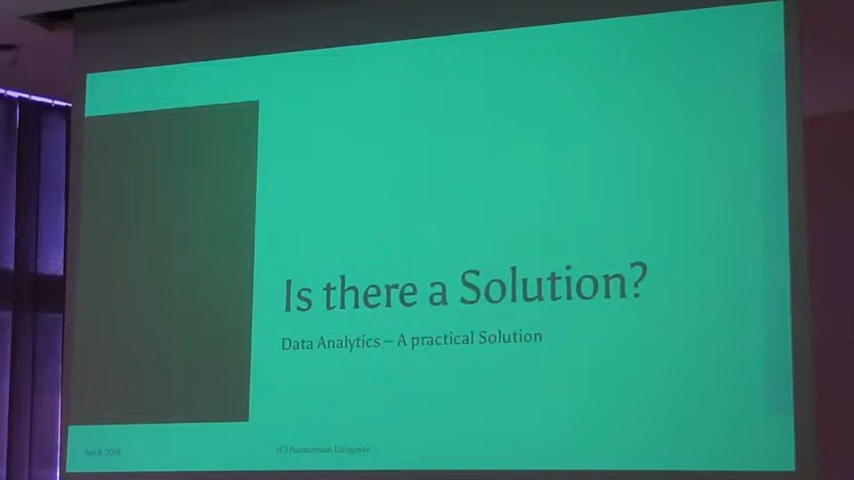 Is there a Solution?
Data Analytics – A practical Solution
(C)